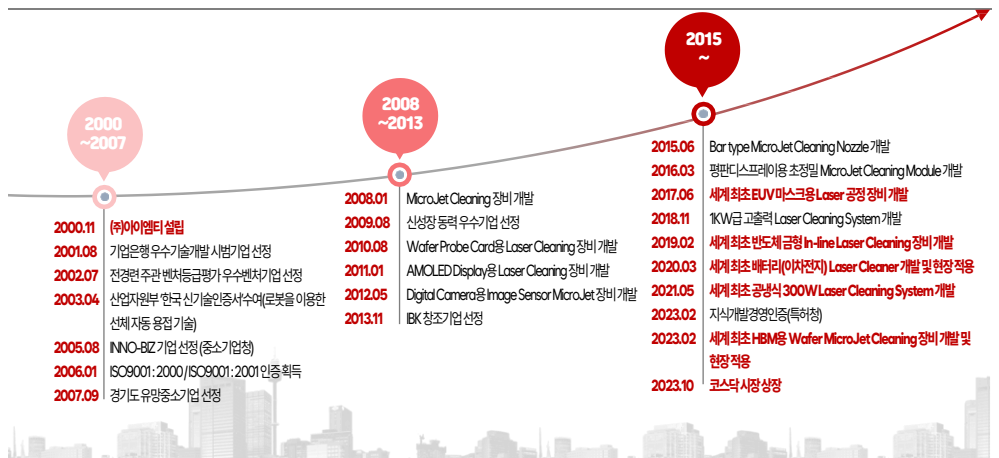 2000
~2007
2000.11 ㈜아이엠티 설립
2001.08 기업은행 우수기술개발 시범기업 선정
2002.07 전경련 주관 벤처등급평가 우수벤처기업 선정
2003.04 산업자원부 '한국 신기술인증서 수여(로봇을 이용한
선체 자동 용접 기술)
2005.08 INNO-BIZ 기업 선정 (중소기업청)
2006.01 ISO9001 : 2000 / ISO9001 : 2001 인증 획득
2007.09 경기도 유망중소기업 선정
2008
~2013
2008.01 MicroJet Cleaning 장비 개발
2009.08 신성장 동력 우수기업 선정
2010.08 Wafer Probe Card용 Laser Cleaning 장비 개발
2011.01 AMOLED Display용 Laser Cleaning 장비 개발
2012.05 Digital Camera용 Image Sensor MicroJet 장비 개발
2013.11 IBK 창조기업 선정
2015
~
2015.06 Bar type MicroJet Cleaning Nozzle 개발
2016.03 평판디스프레이용 초정밀 MicroJet Cleaning Module 개발
2017.06 세계 최초 EUV 마스크용 Laser 공정 장비 개발
2018.11 1KW급 고출력 Laser Cleaning System 개발
2019.02 세계 최초 반도체 금형 In-line Laser Cleaning 장비 개발
2020.03 세계 최초 배터리(이차전지) Laser Cleaner 개발 및 현장 적용
2021.05 세계 최초 공냉식 300W Laser Cleaning System 개발
2023.02 지식개발경영인증(특허청)
2023.02 세계 최초 HBM용 Wafer MicroJet Cleaning 장비 개발 및
현장 적용
2023.10 코스닥 시장 상장